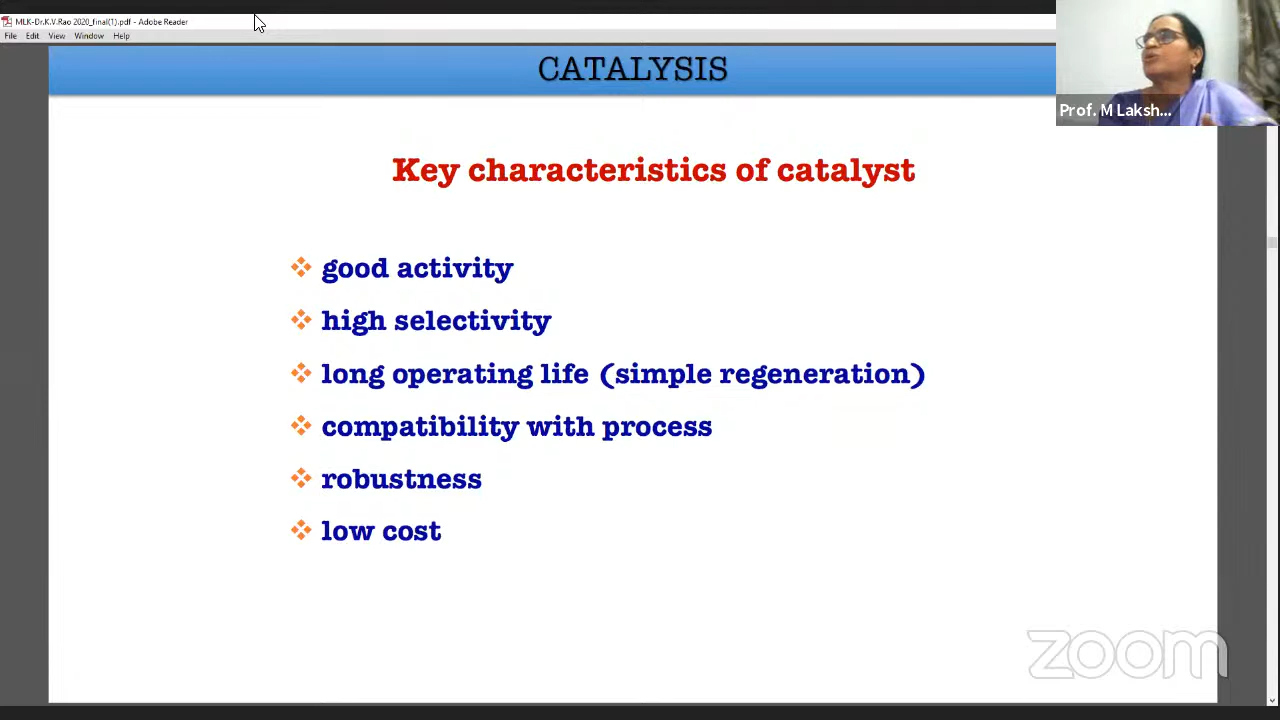 MLK-Dr.K.V.Rao 2020_final(1).pdf - Adobe Reader
File Edit View Window Help
CATALYSIS
Prof. M Laksh...
Key characteristics of catalyst
good activity
high selectivity
long operating life (simple regeneration)
compatibility with process
robustness
low cost
zoom